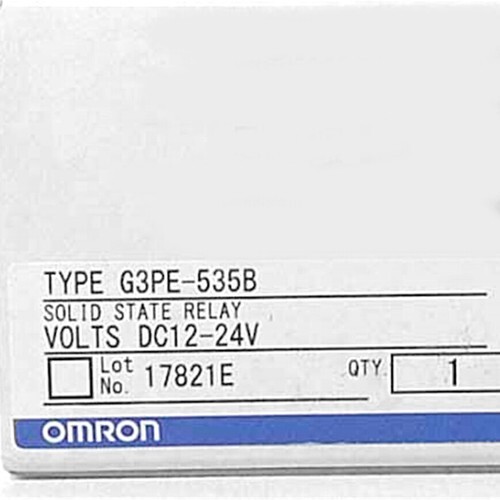 TYPE G3PE-535B
SOLID STATE RELAY
VOLTS DC12-24V
Lot No. 17821E QTY. 1
OMRON